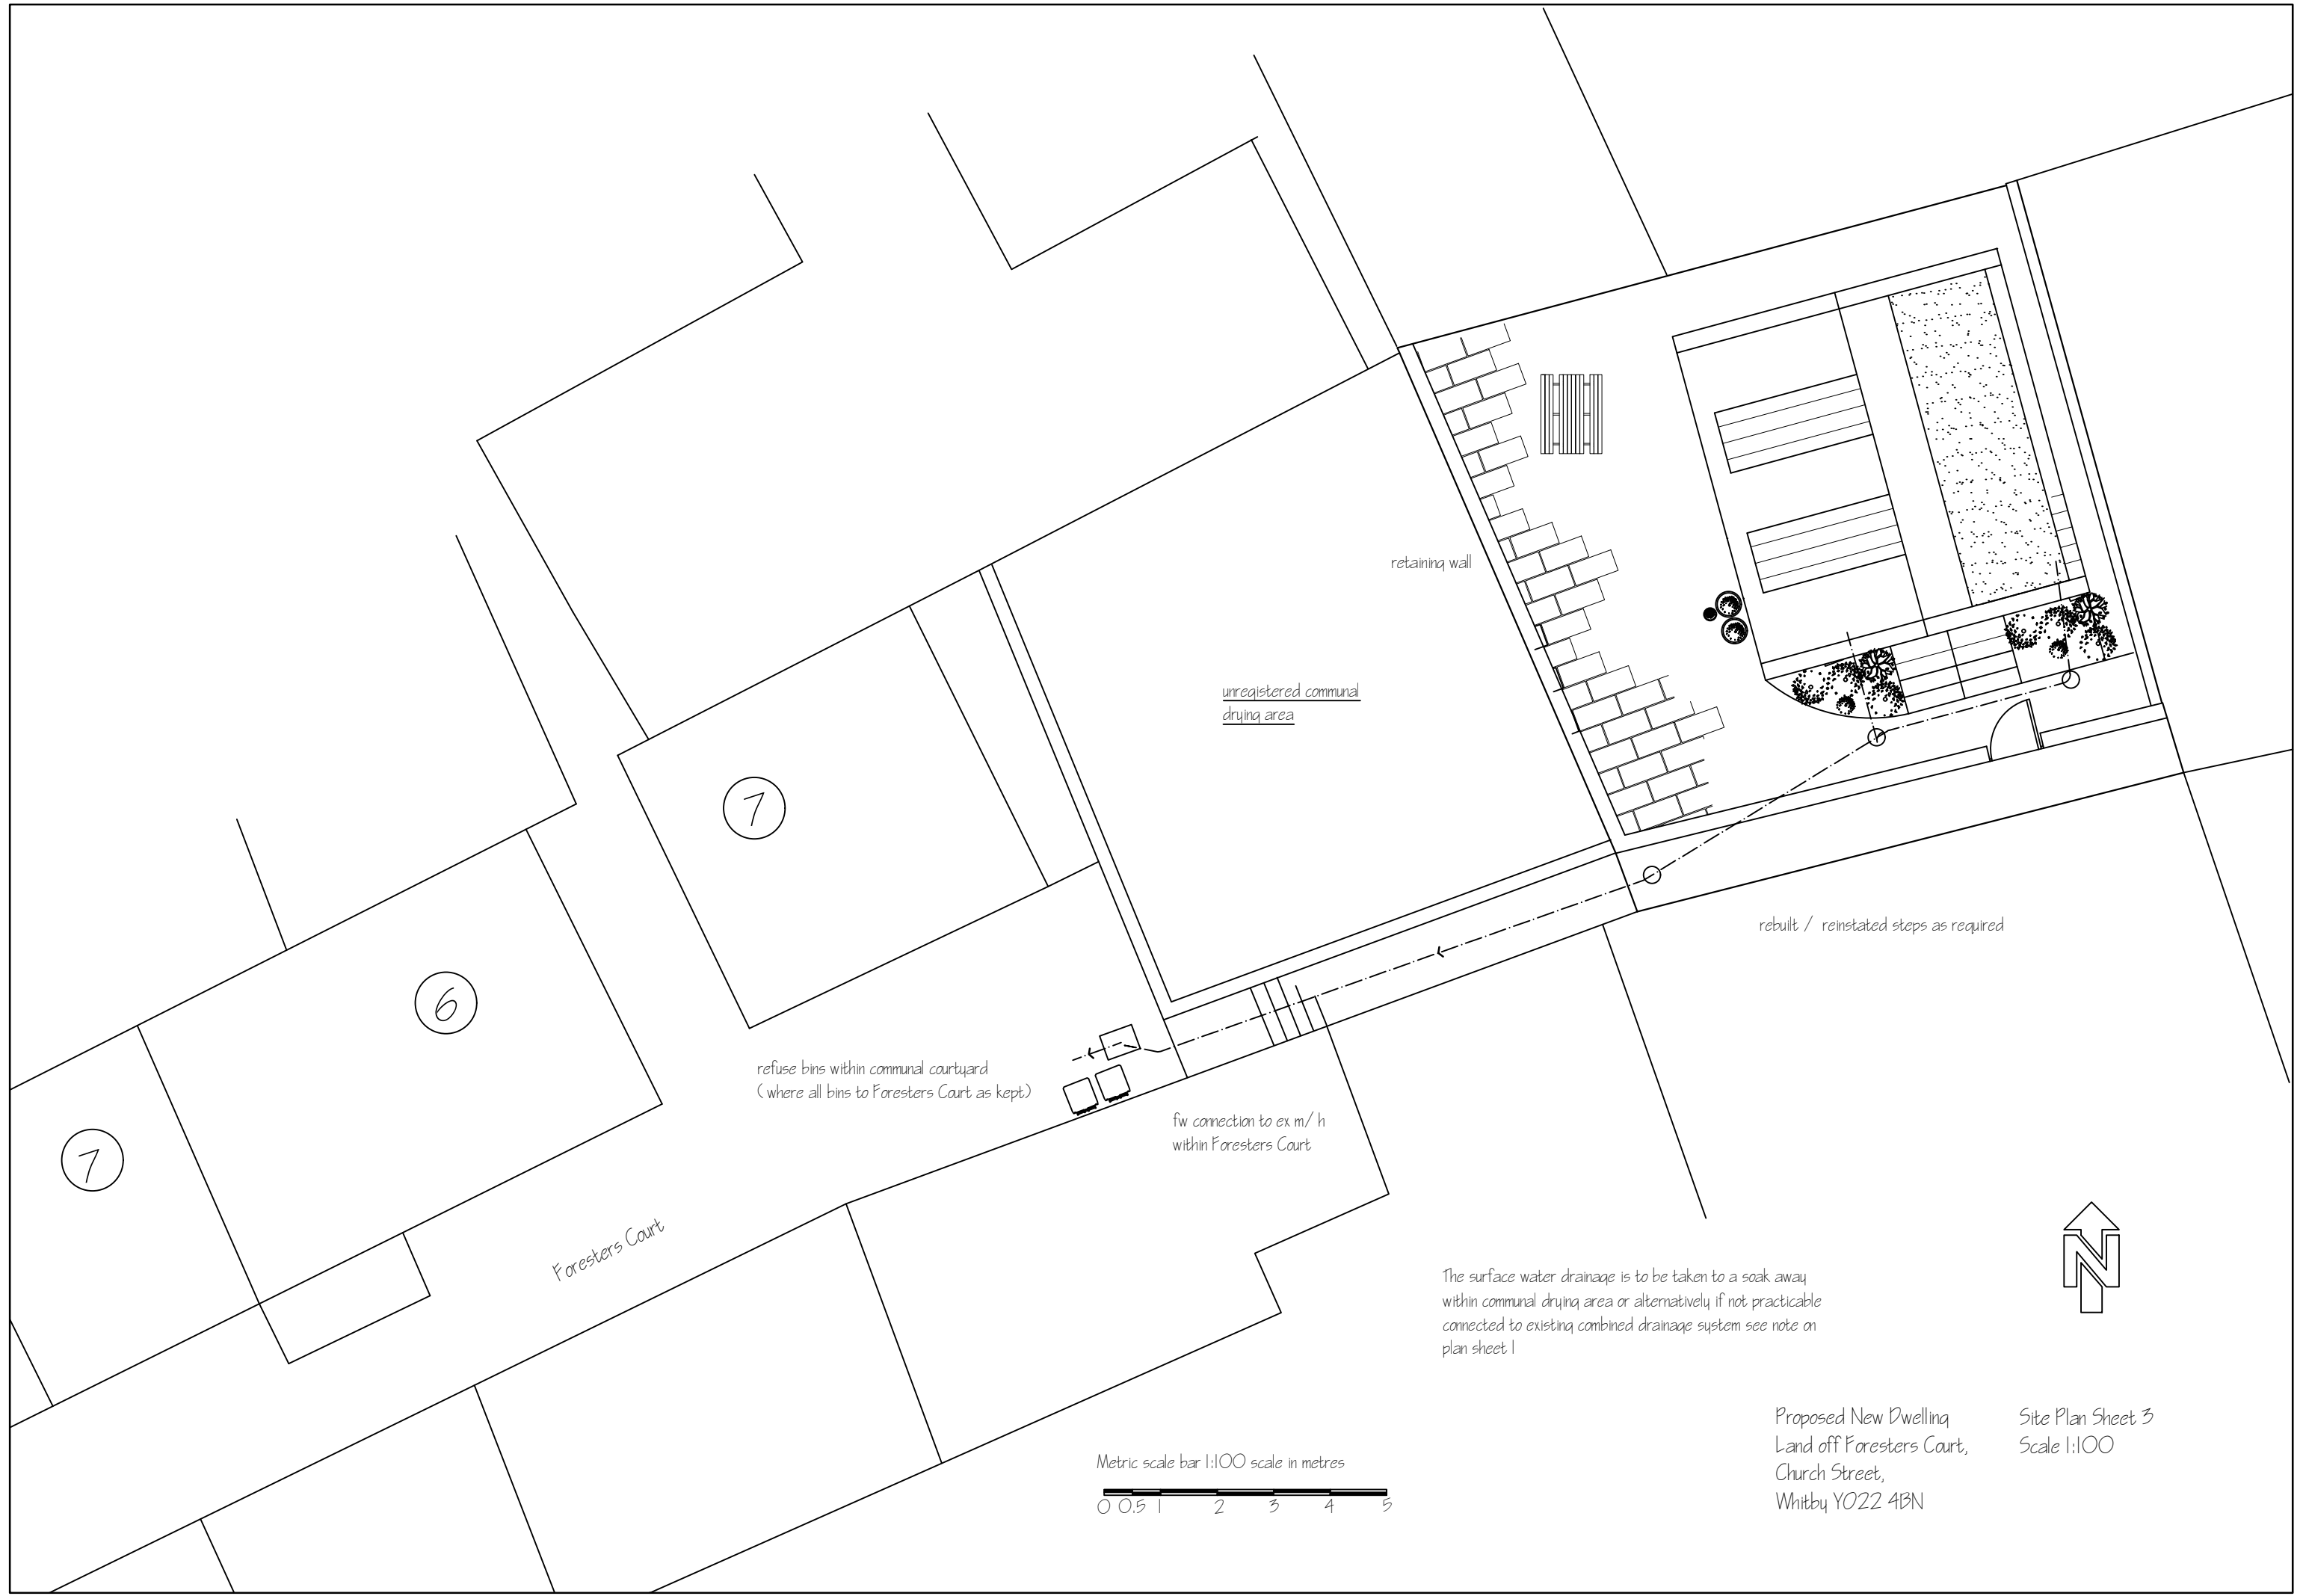 retaining wall
unregistered communal
drying area
7
6
7
rebuilt / reinstated steps as required
refuse bins within communal courtyard
( where all bins to Foresters Court as kept)
fw connection to ex m/ h
within Foresters Court
Foresters Court
The surface water drainage is to be taken to a soak away
within communal drying area or alternatively if not practicable
connected to existing combined drainage system see note on
plan sheet 1
N
Proposed New Dwelling
Land off Foresters Court,
Church Street,
Whitby YO22 4BN
Site Plan Sheet 3
Scale 1:100
Metric scale bar 1:100 scale in metres
0 0.5 1 2 3 4 5